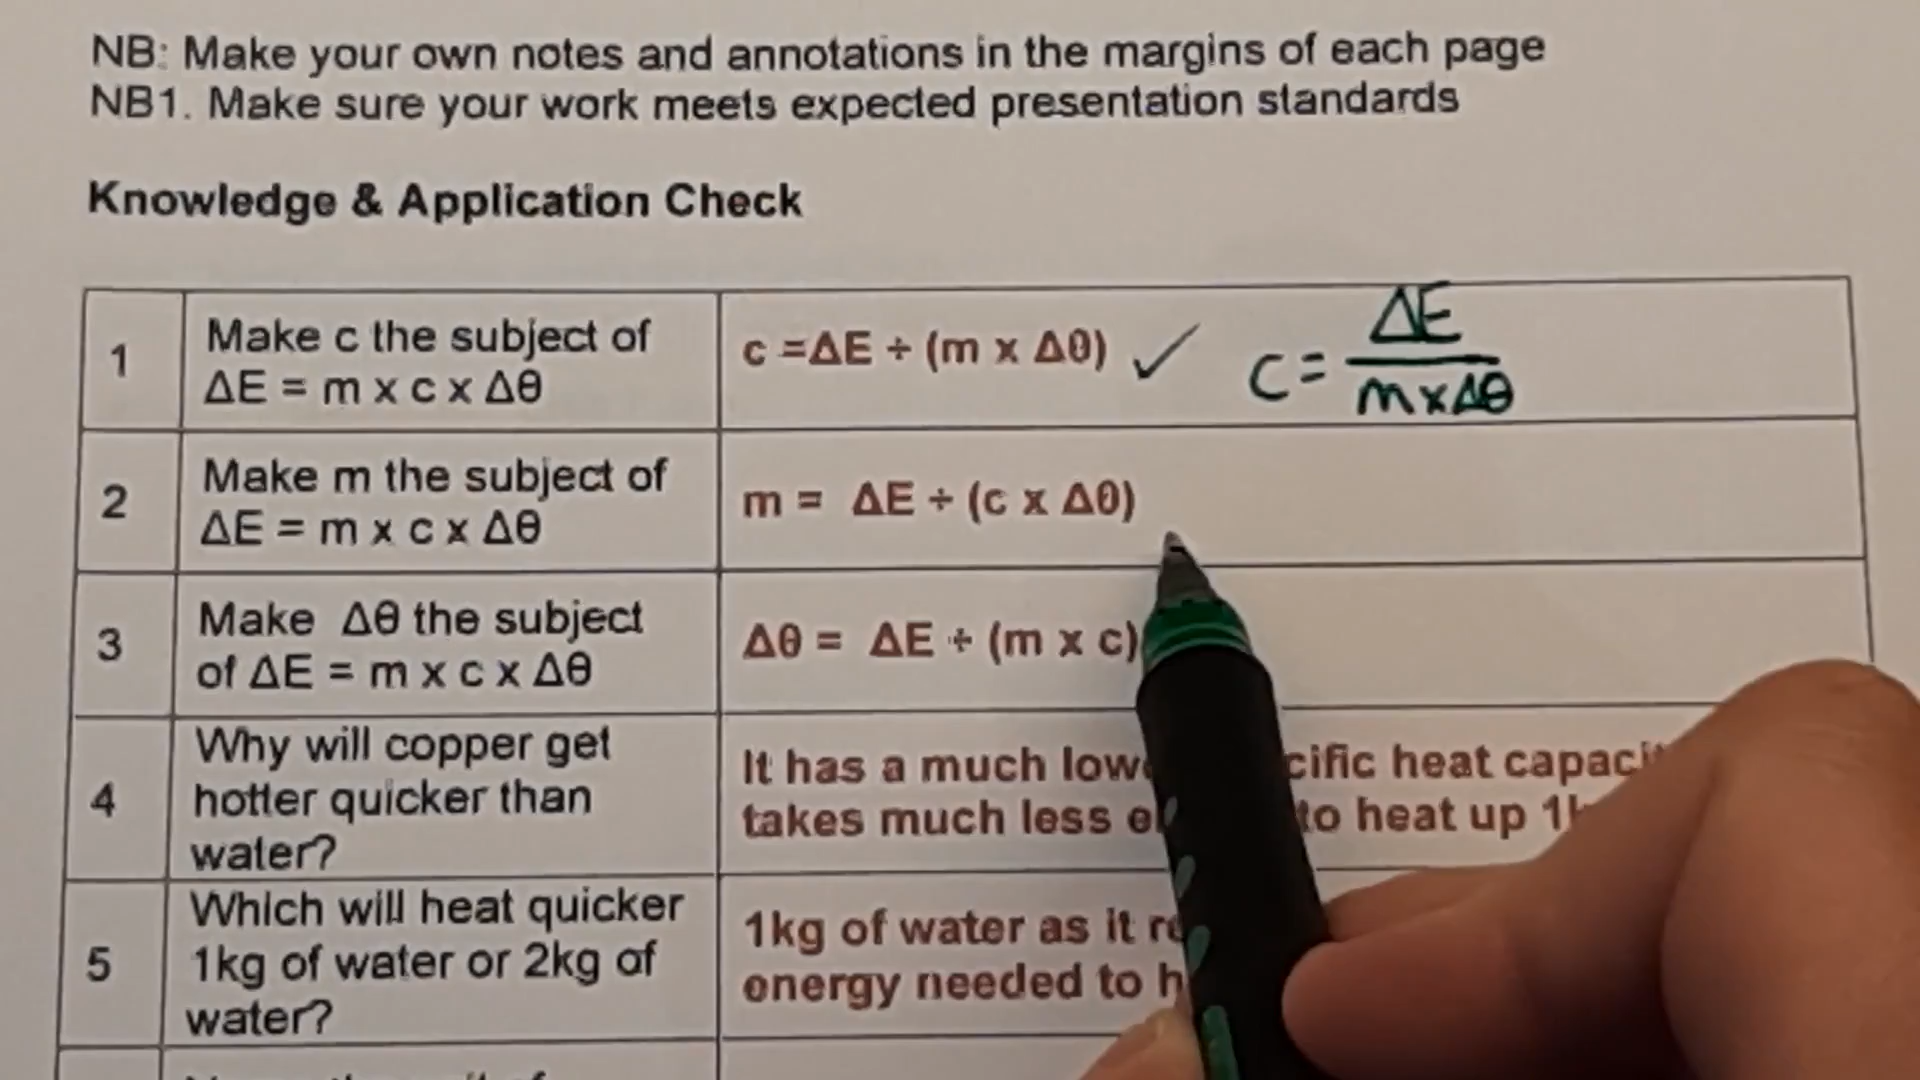 NB: Make your own notes and annotations in the margins of each page
NB1. Make sure your work meets expected presentation standards
Knowledge & Application Check
1
Make c the subject of
ΔE = m x c x Δθ
c =ΔE ÷ (m x Δθ) ✓
c = ΔE
m x Δθ
2
Make m the subject of
ΔE = m x c x Δθ
m = ΔE ÷ (c x Δθ)
3
Make Δθ the subject
of ΔE = m x c x Δθ
Δθ = ΔE ÷ (m x c)
4
Why will copper get
hotter quicker than
water?
It has a much heat
takes much less to heat up
5
Which will heat quicker
1kg of water or 2kg of
water?
1kg of water as it
energy needed to